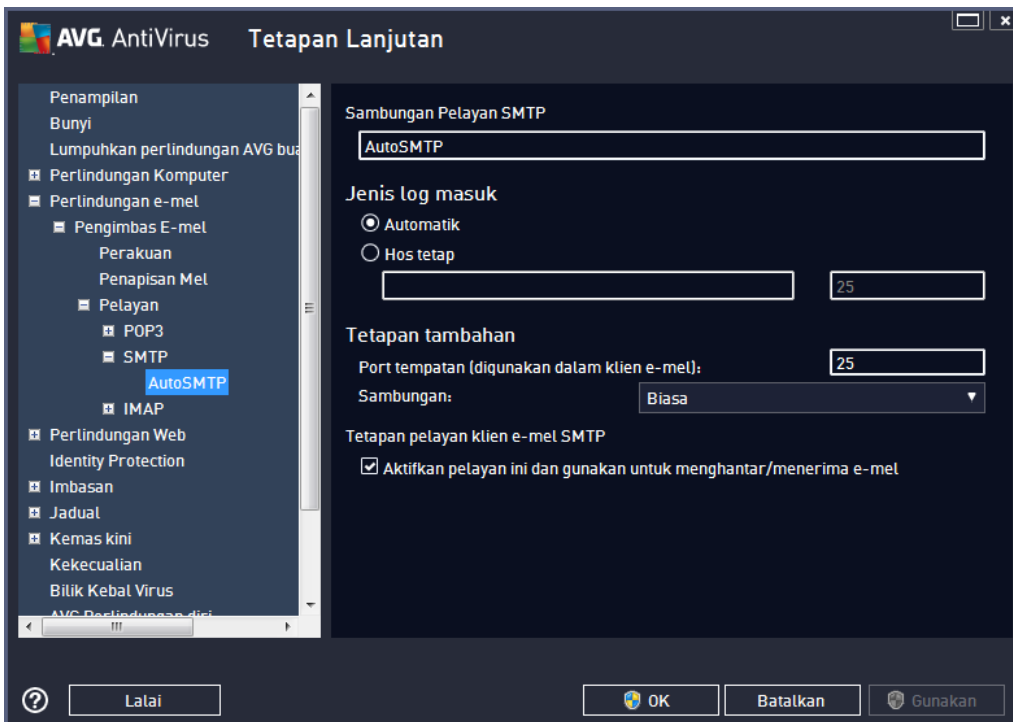 AVG AntiVirus Tetapan Lanjutan
Penampilan
Bunyi
Lumpuhkan perlindungan AVG bua
Perlindungan Komputer
Perlindungan e-mel
Pengimbas E-mel
Perakuan
Penapisan Mel
Pelayan
POP3
SMTP
AutoSMTP
IMAP
Perlindungan Web
Identity Protection
Imbasan
Jadual
Kemas kini
Kekecualian
Bilik Kebal Virus
AVG Perlindungan diri
Sambungan Pelayan SMTP
AutoSMTP
Jenis log masuk
Automatik
Hos tetap
25
Tetapan tambahan
Port tempatan (digunakan dalam klien e-mel): 25
Sambungan: Biasa
Tetapan pelayan klien e-mel SMTP
Aktifkan pelayan ini dan gunakan untuk menghantar/menerima e-mel
? Lalai OK Batalkan Gunakan